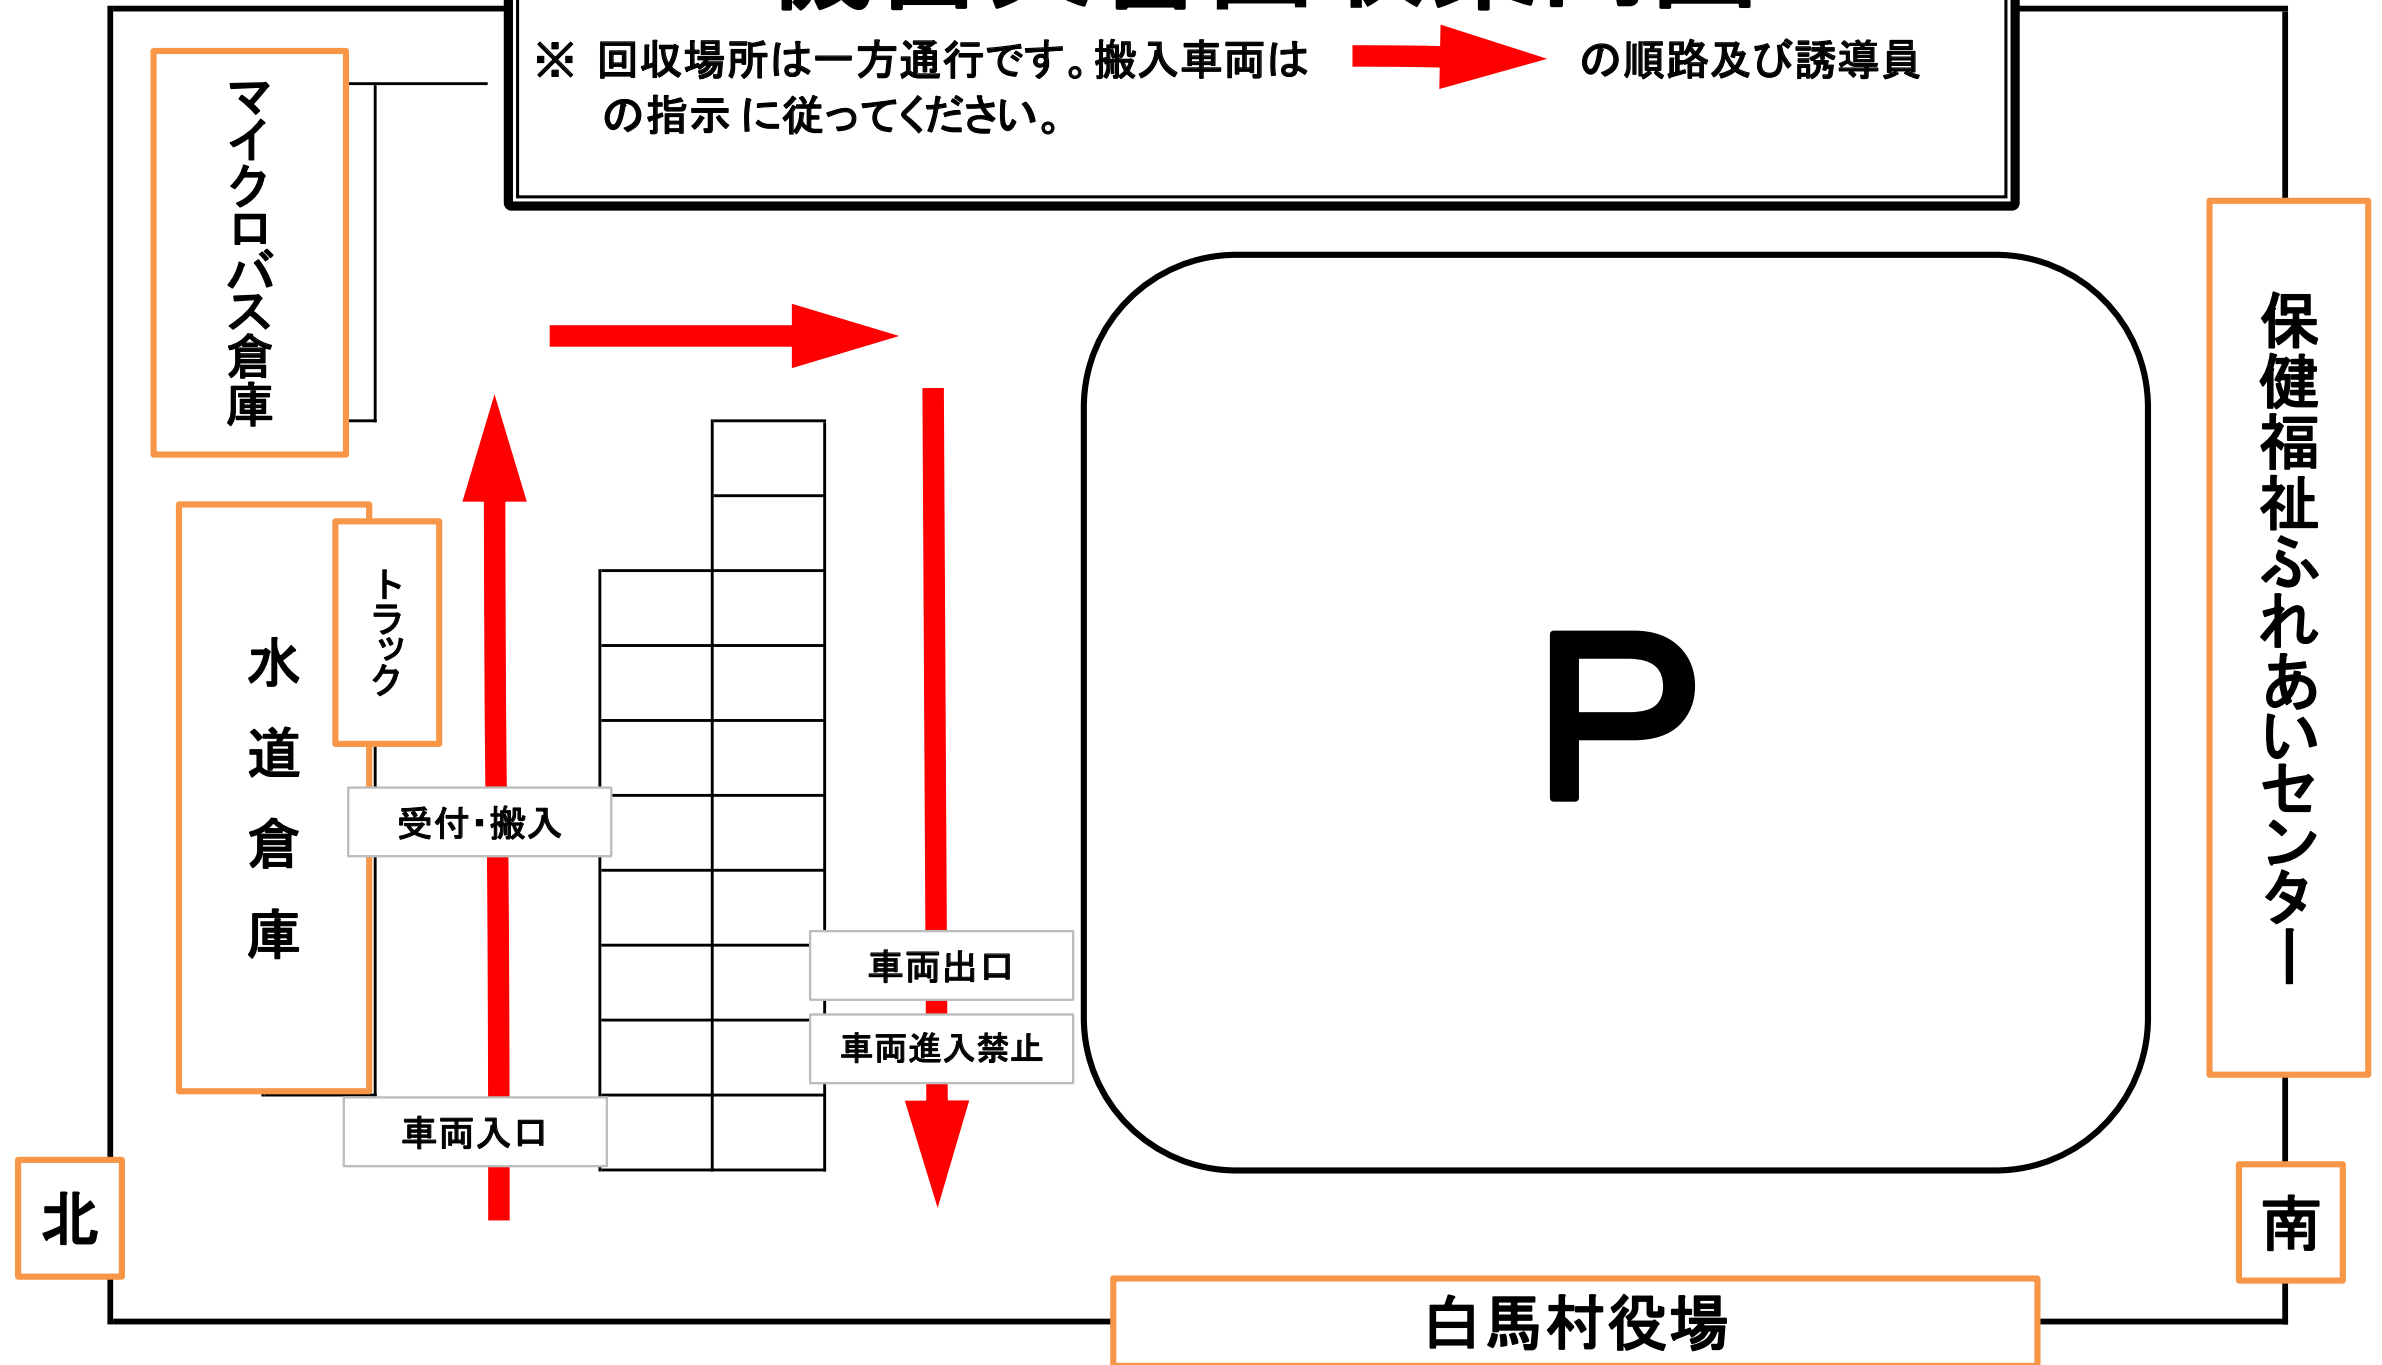 ※ 回収場所は一方通行です。搬入車両は の順路及び誘導員
の指示に従ってください。
マイクロバス倉庫
保健福祉ふれあいセンター
トラック
水道倉庫
P
受付・搬入
車両出口
車両進入禁止
車両入口
北
南
白馬村役場